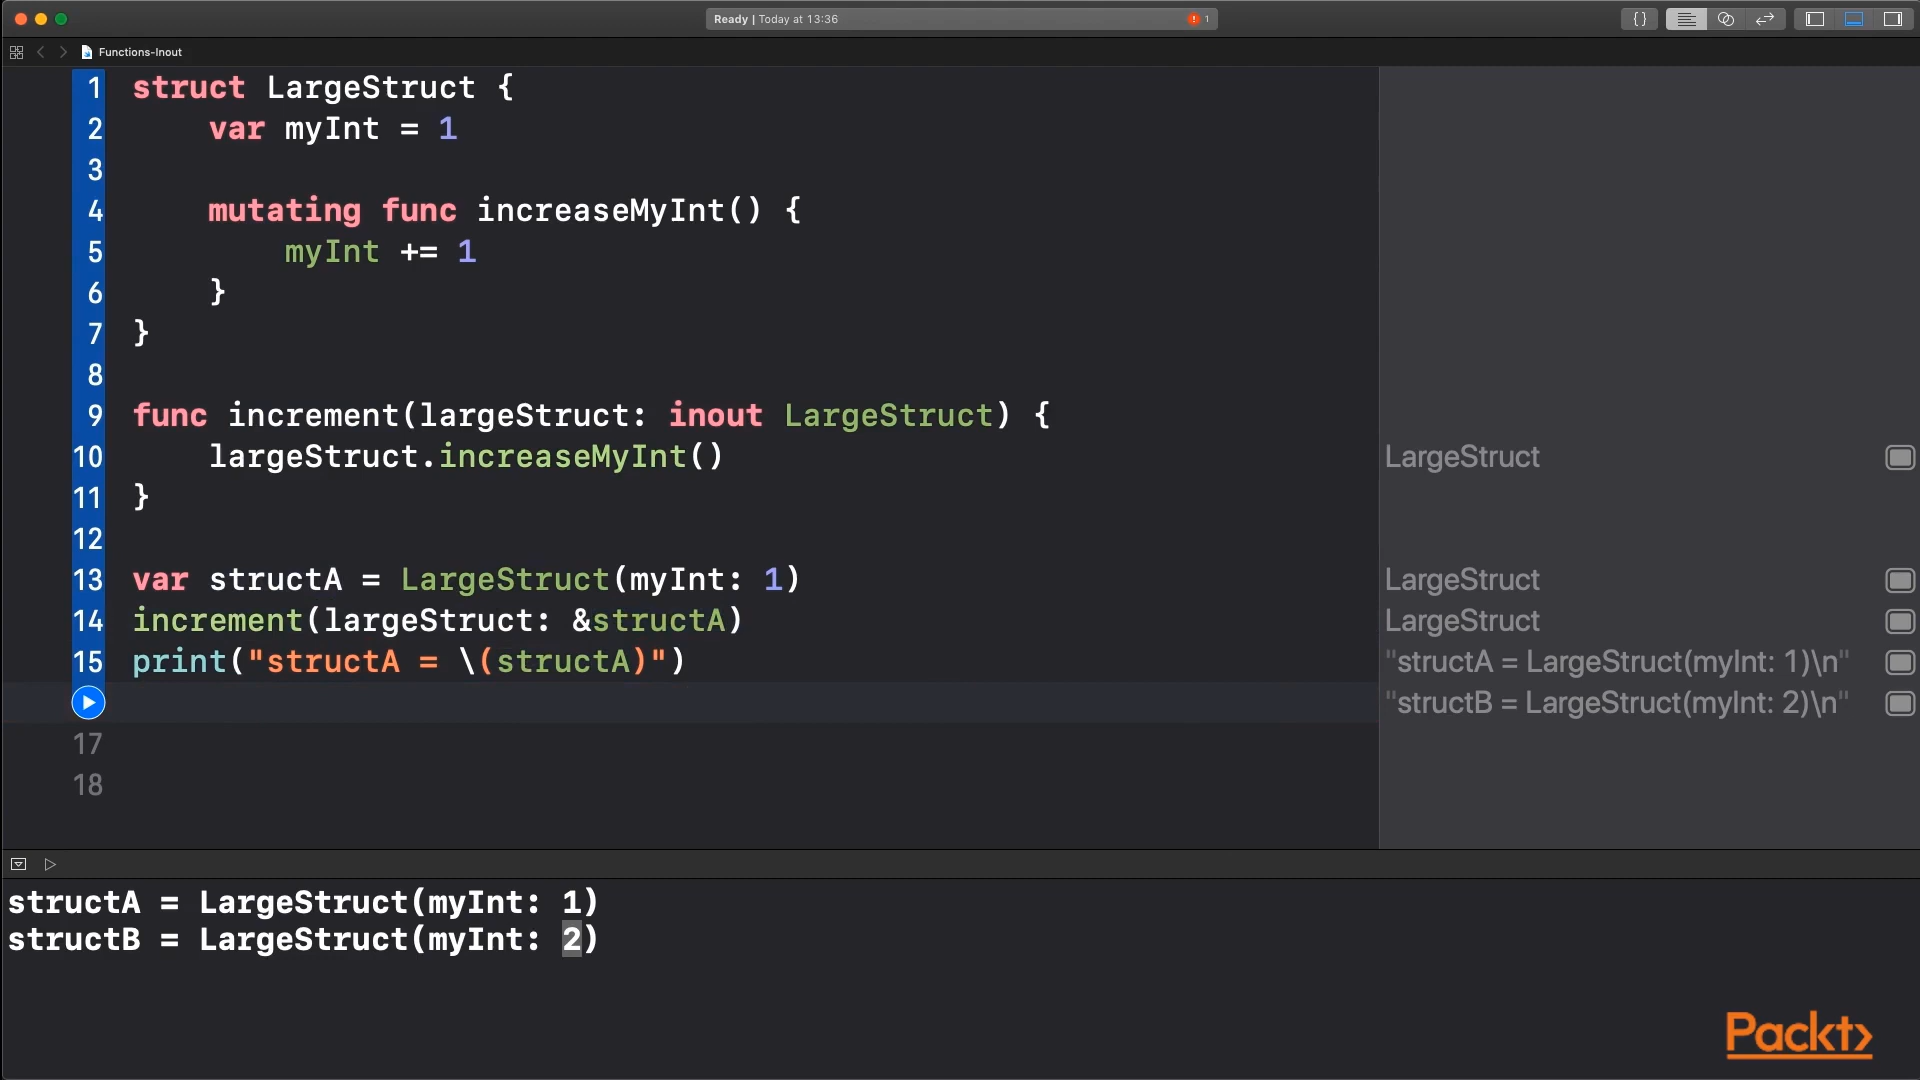 Ready | Today at 13:36
! 1
{}
Functions-Inout
1 struct LargeStruct {
2 var myInt = 1
3
4 mutating func increaseMyInt() {
5 myInt += 1
6 }
7 }
8
9 func increment(largeStruct: inout LargeStruct) {
10 largeStruct.increaseMyInt()
LargeStruct
11 }
12
13 var structA = LargeStruct(myInt: 1)
LargeStruct
14 increment(largeStruct: &structA)
LargeStruct
15 print("structA = \(structA)")
"structA = LargeStruct(myInt: 1)\n"
"structB = LargeStruct(myInt: 2)\n"
17
18
structA = LargeStruct(myInt: 1)
structB = LargeStruct(myInt: 2)
Packt>